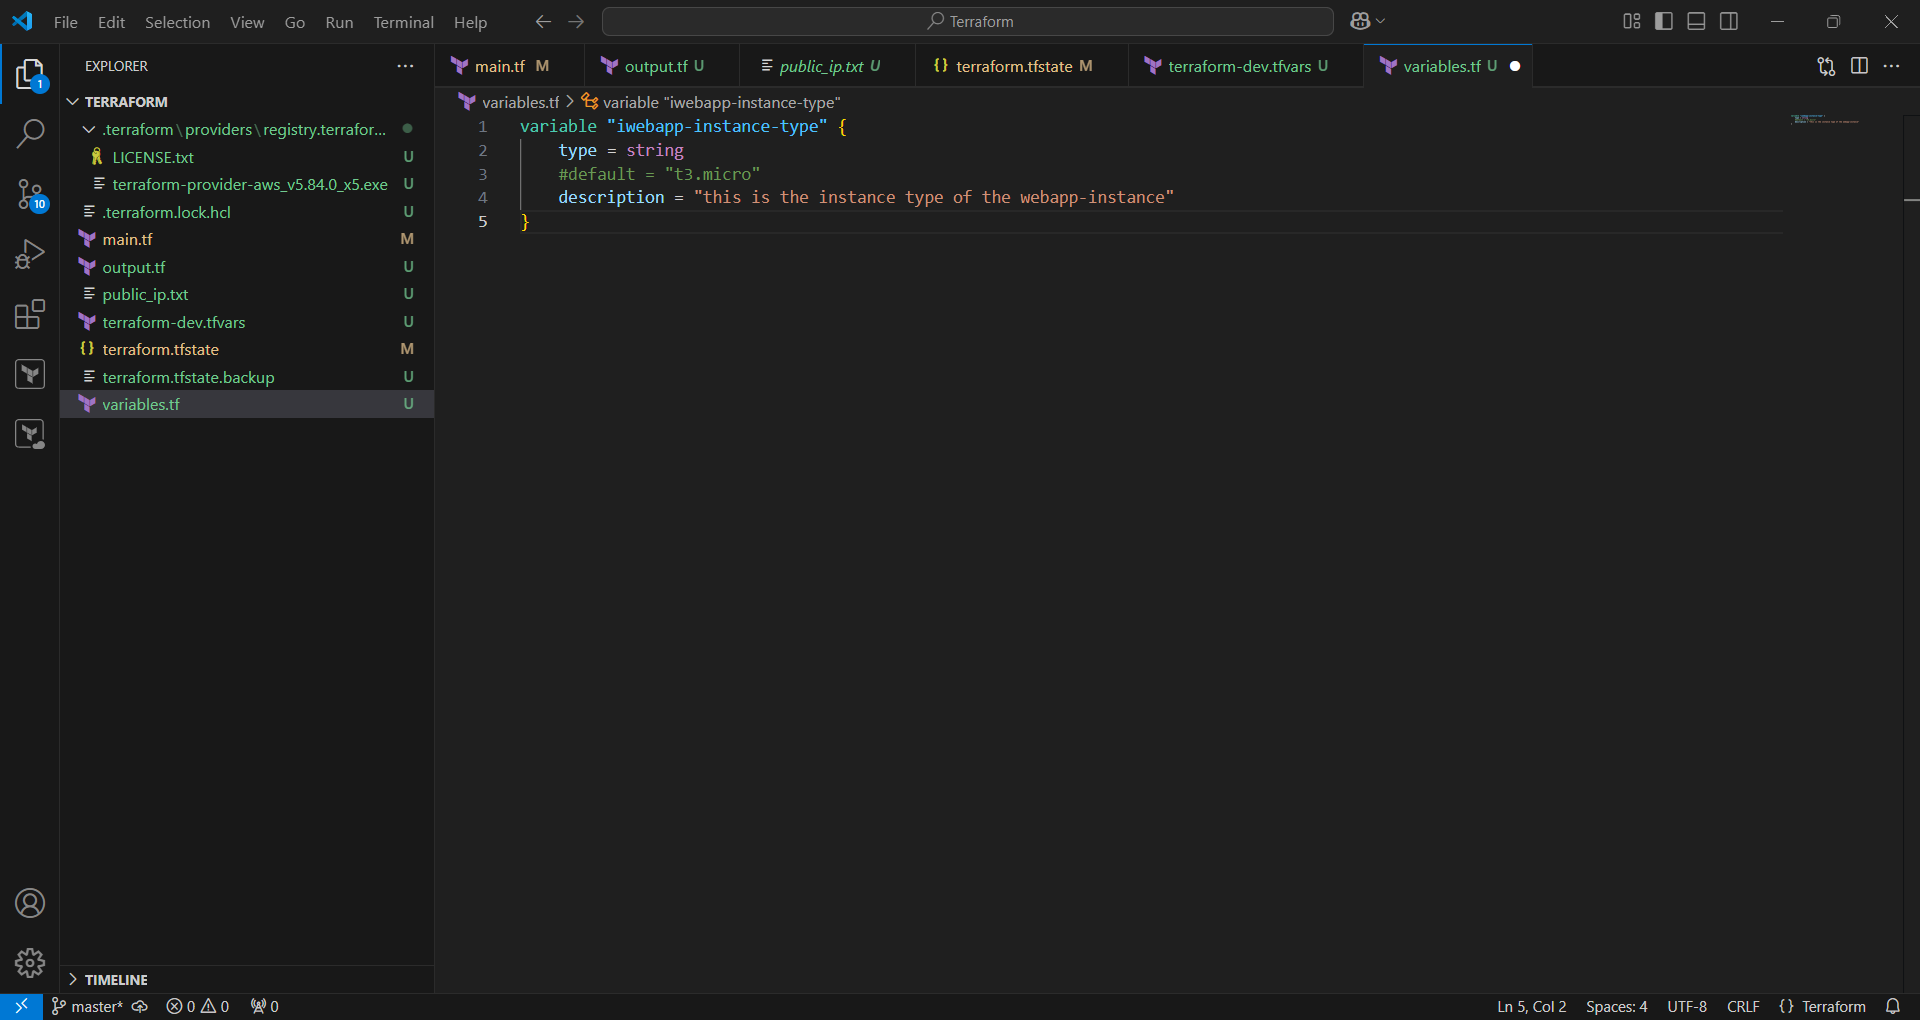 File Edit Selection View Go Run Terminal Help
Terraform
EXPLORER
main.tf M
output.tf U
public_ip.txt U
{} terraform.tfstate M
terraform-dev.tfvars U
variables.tf U
1
TERRAFORM
.terraform\providers\registry.terrafor...
LICENSE.txt U
terraform-provider-aws_v5.84.0_x5.exe U
.terraform.lock.hcl U
main.tf M
output.tf U
public_ip.txt U
terraform-dev.tfvars U
{} terraform.tfstate M
terraform.tfstate.backup U
variables.tf U
10
variables.tf > variable "iwebapp-instance-type"
1 variable "iwebapp-instance-type" {
2 type = string
3 #default = "t3.micro"
4 description = "this is the instance type of the webapp-instance"
5 }
TIMELINE
master* 0 0 0
Ln 5, Col 2 Spaces: 4 UTF-8 CRLF {} Terraform